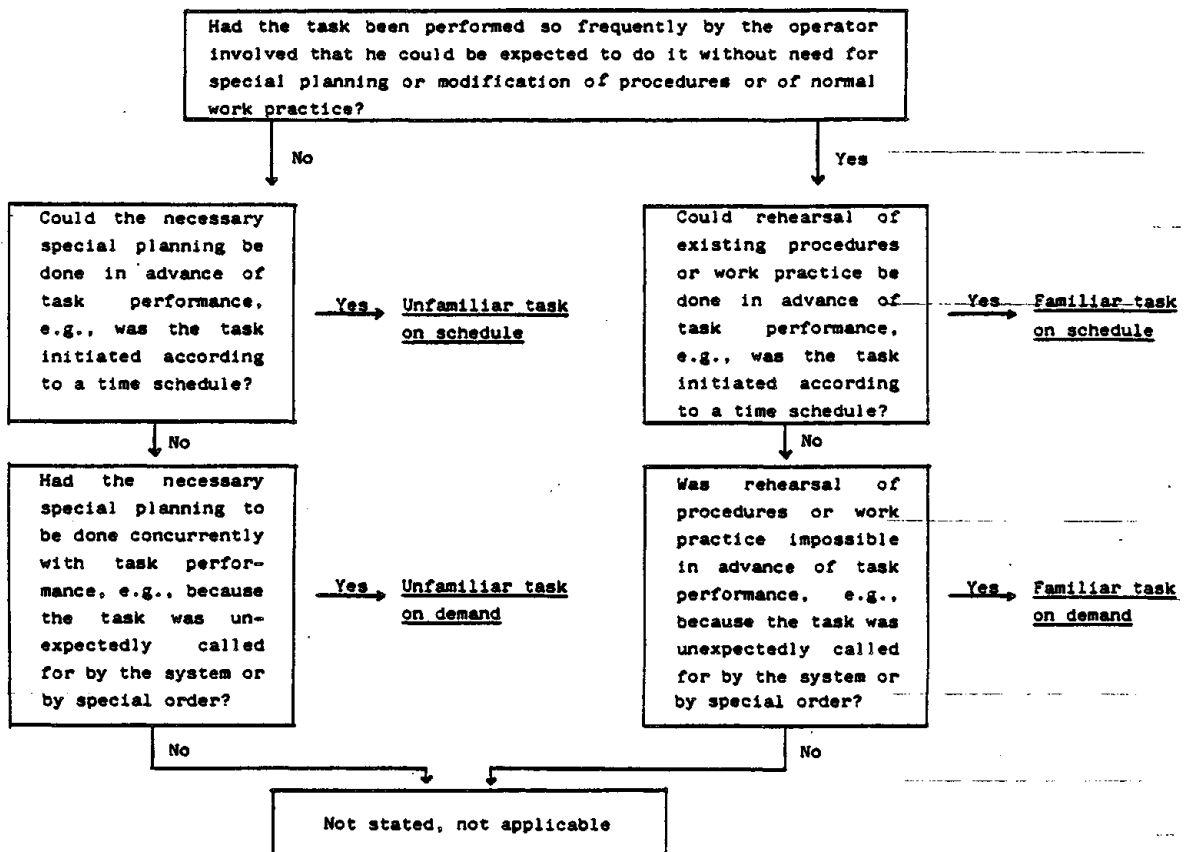 Had the task been performed so frequently by the operator
involved that he could be expected to do it without need for
special planning or modification of procedures or of normal
work practice?
No
Yes
Could the necessary
special planning be
done in advance of
task performance,
e.g., was the task
initiated according
to a time schedule?
Yes
Unfamiliar task
on schedule
Could rehearsal of
existing procedures
or work practice be
done in advance of
task performance,
e.g., was the task
initiated according
to a time schedule?
Yes
Familiar task
on schedule
No
No
Had the necessary
special planning to
be done concurrently
with task perfor-
mance, e.g., because
the task was un-
expectedly called
for by the system or
by special order?
Yes
Unfamiliar task
on demand
Was rehearsal of
procedures or work
practice impossible
in advance of task
performance, e.g.,
because the task was
unexpectedly called
for by the system or
by special order?
Yes
Familiar task
on demand
No
No
Not stated, not applicable